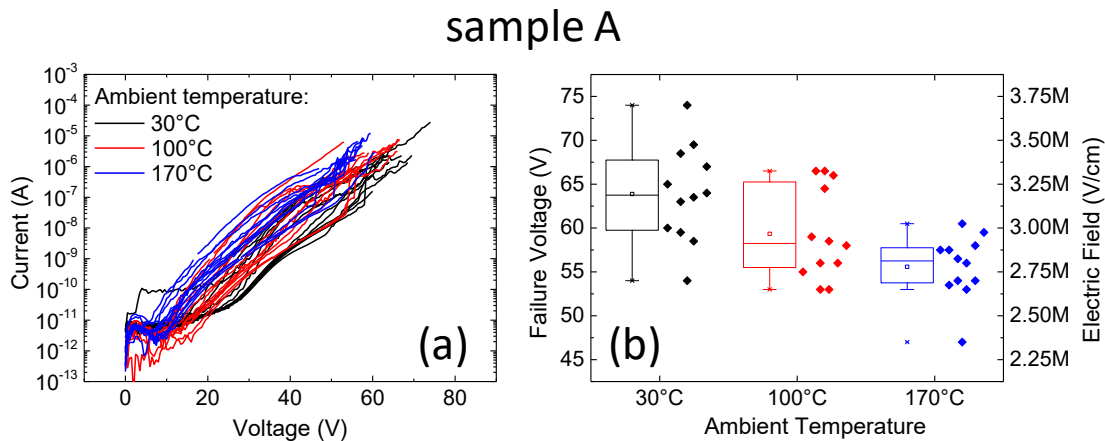 sample A
Current (A)
10⁻³
10⁻⁴
10⁻⁵
10⁻⁶
10⁻⁷
10⁻⁸
10⁻⁹
10⁻¹⁰
10⁻¹¹
10⁻¹²
10⁻¹³
Ambient temperature:
30°C
100°C
170°C
(a)
0 20 40 60 80
Voltage (V)
Failure Voltage (V)
75
70
65
60
55
50
45
(b)
3.75M
3.50M
3.25M
3.00M
2.75M
2.50M
2.25M
Electric Field (V/cm)
30°C 100°C 170°C
Ambient Temperature